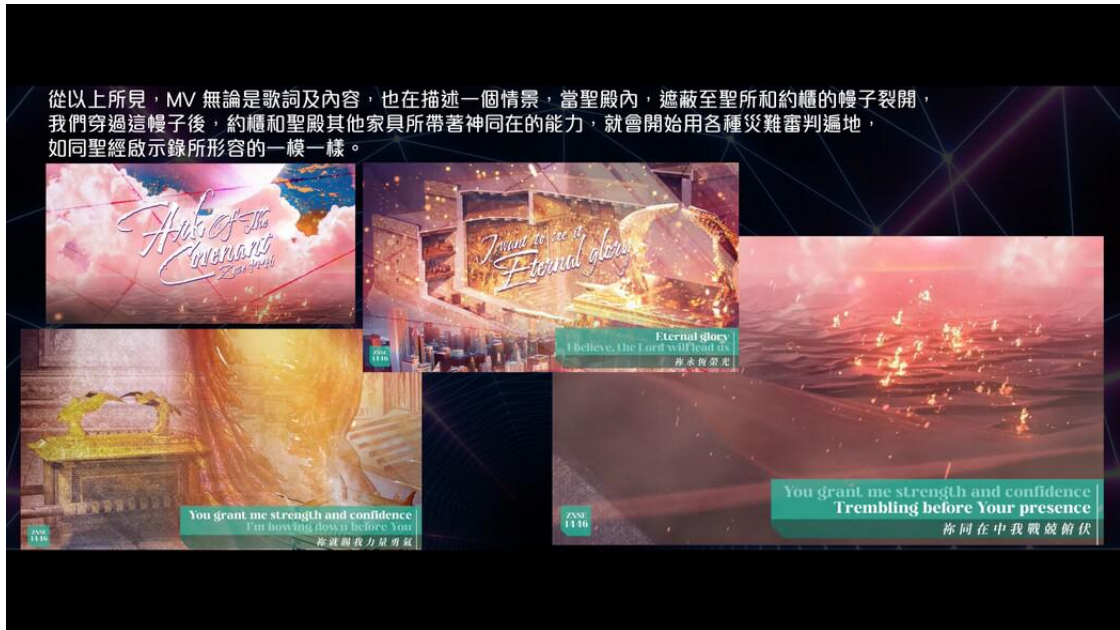 從以上所見，MV 無論是歌詞及內容，也在描述一個情景，當聖殿內，遮蔽至聖所和約櫃的幔子裂開，
我們穿過這幔子後，約櫃和聖殿其他家具所帶著神同在的能力，就會開始用各種災難審判遍地，
如同聖經啟示錄所形容的一模一樣。
Ark Of The
Covenant
I want to see it
Eternal glory
Eternal glory
I believe, the Lord will lead us
祢永恆榮光
ZNSE
1446
You grant me strength and confidence
I'm bowing down before You
祢就賜我力量勇氣
ZNSE
1446
You grant me strength and confidence
Trembling before Your presence
祢同在中我戰兢俯伏
ZNSE
1446